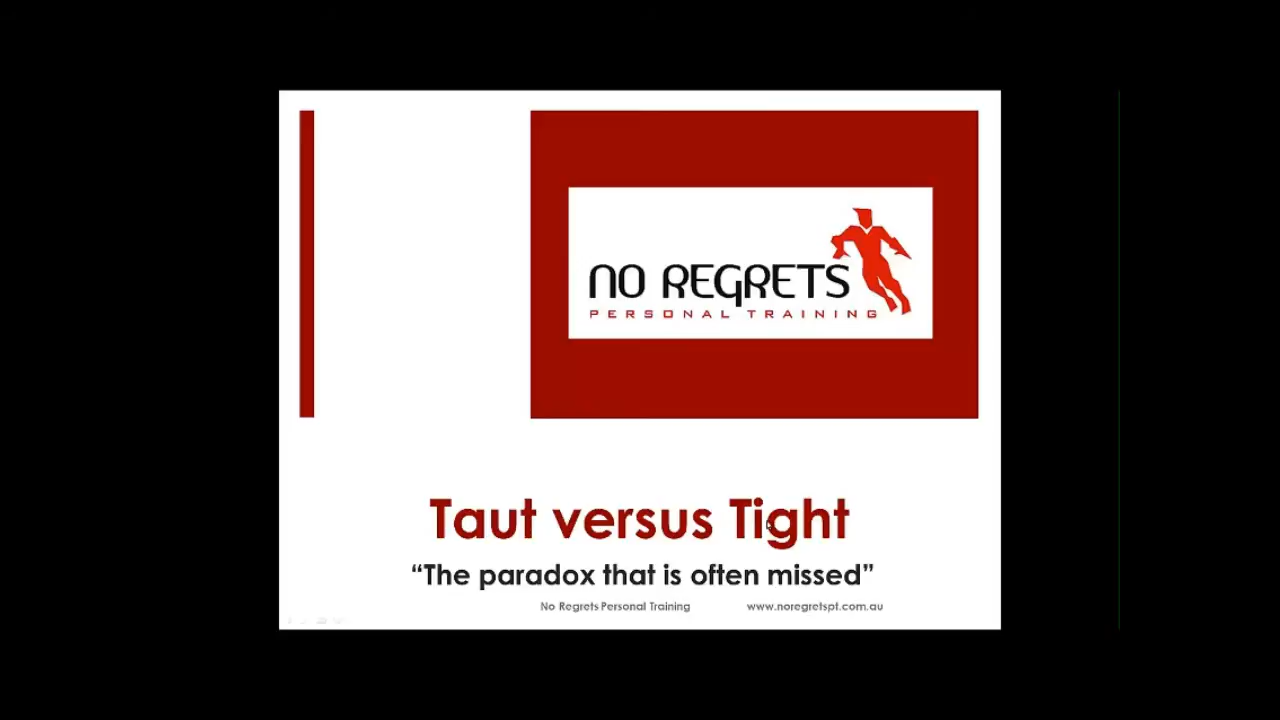 NO REGRETS
PERSONAL TRAINING
Taut versus Tight
“The paradox that is often missed”
No Regrets Personal Training www.noregretspt.com.au